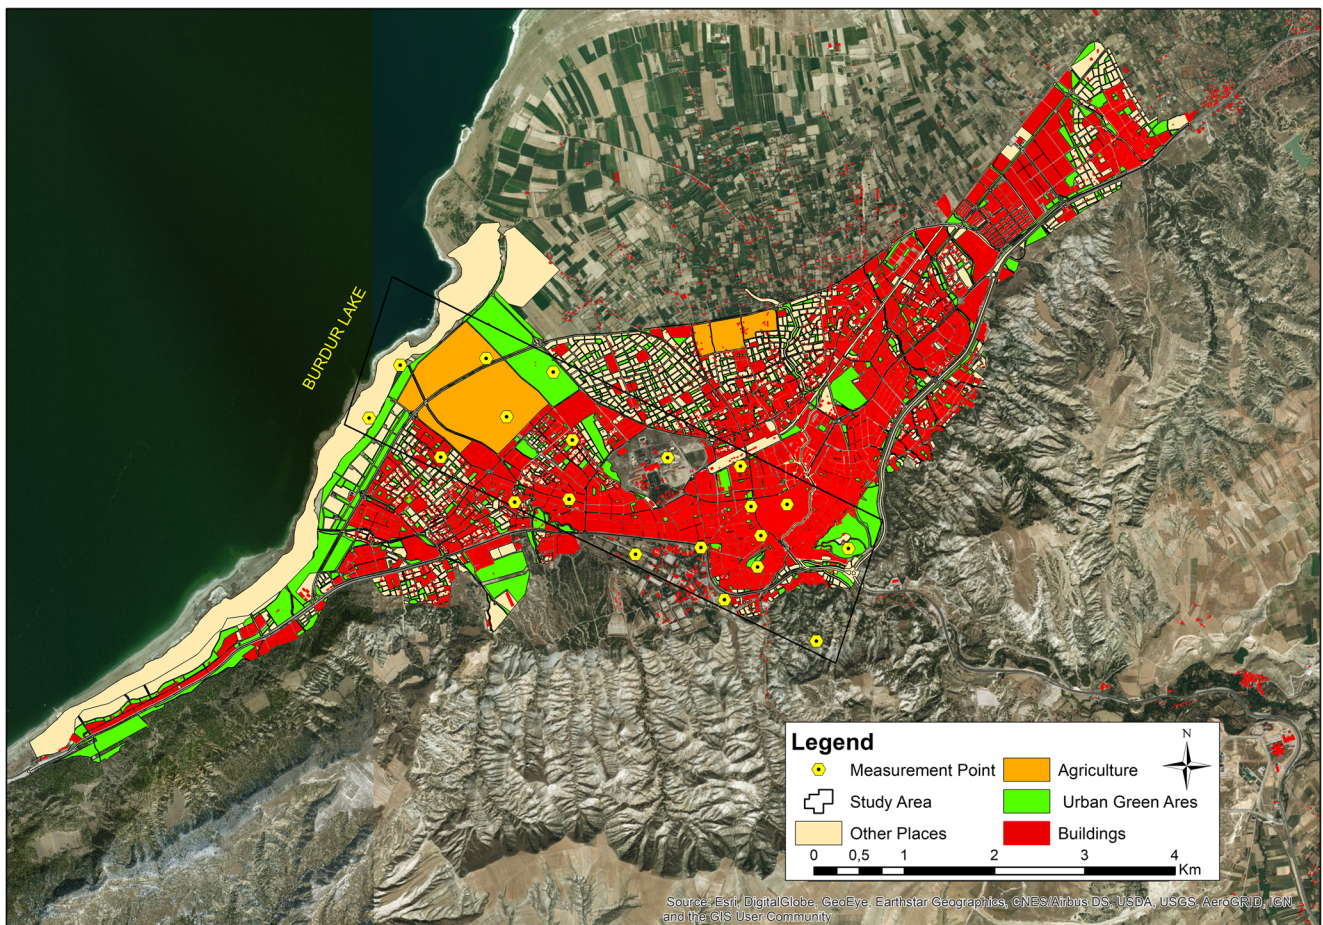 BURDUR LAKE
Legend
N
Measurement Point
Agriculture
Study Area
Urban Green Ares
Other Places
Buildings
0 0,5 1 2 3 4
Km
Source: Esri, DigitalGlobe, GeoEye, Earthstar Geographics, CNES/Airbus DS, USDA, USGS, AeroGRID, IGN,
and the GIS User Community